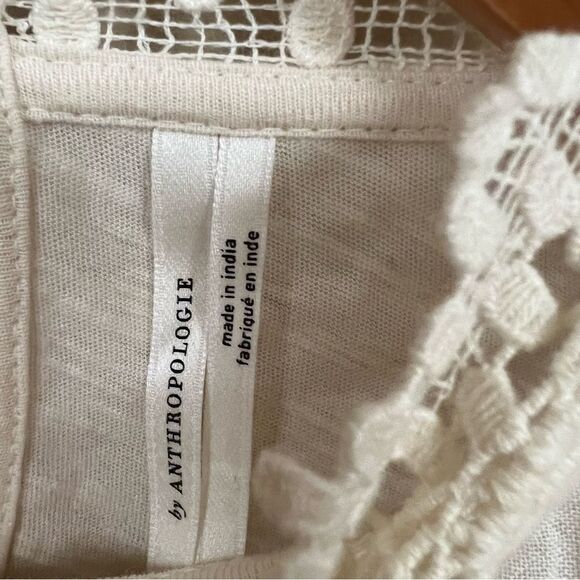 by ANTHROPOLOGIE
made in india
fabriqué en inde